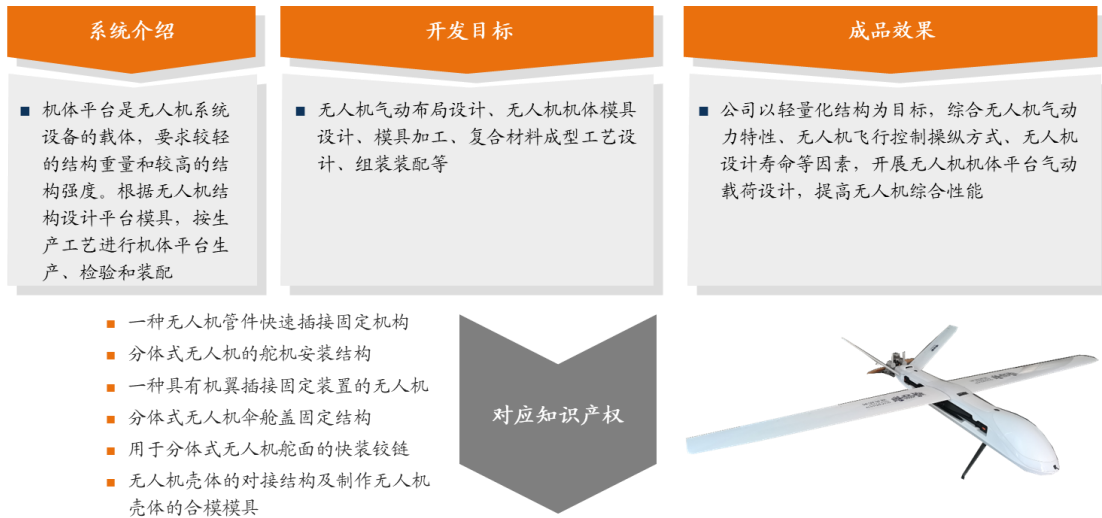 系统介绍
机体平台是无人机系统
设备的载体，要求较轻
的结构重量和较高的结
构强度。根据无人机结
构设计平台模具，按生
产工艺进行机体平台生
产、检验和装配
开发目标
无人机气动布局设计、无人机机体模具
设计、模具加工、复合材料成型工艺设
计、组装装配等
成品效果
公司以轻量化结构为目标，综合无人机气动
力特性、无人机飞行控制操纵方式、无人机
设计寿命等因素，开展无人机机体平台气动
载荷设计，提高无人机综合性能
一种无人机管件快速插接固定机构
分体式无人机的舵机安装结构
一种具有机翼插接固定装置的无人机
分体式无人机伞舱盖固定结构
用于分体式无人机舵面的快装铰链
无人机壳体的对接结构及制作无人机
壳体的合模模具
对应知识产权